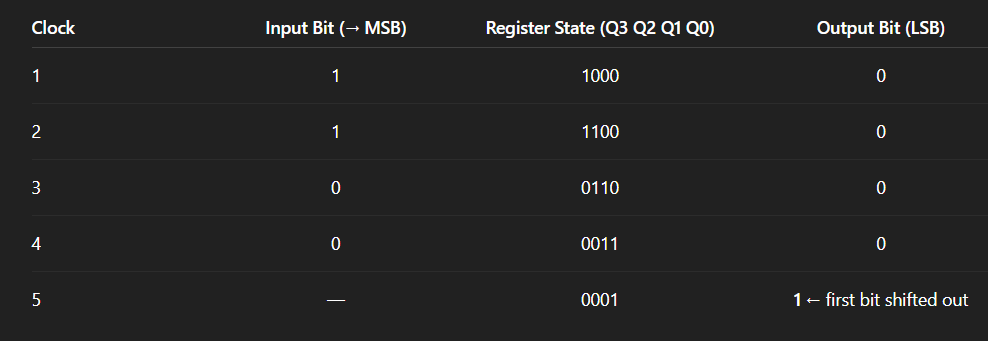 Clock Input Bit (→ MSB) Register State (Q3 Q2 Q1 Q0) Output Bit (LSB)
1 1 1000 0
2 1 1100 0
3 0 0110 0
4 0 0011 0
5 — 0001 1 ← first bit shifted out